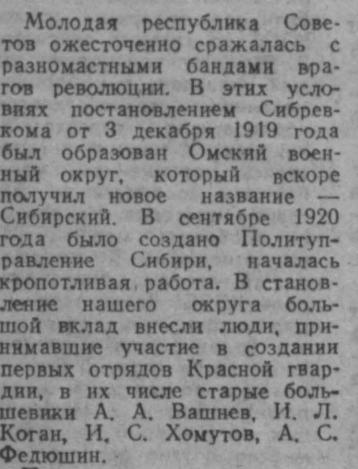 Молодая республика Сове-
тов ожесточенно сражалась с
разномастными бандами вра-
гов революции. В этих усло-
виях постановлением Сибрев-
кома от 3 декабря 1919 года
был образован Омский воен-
ный округ, который вскоре
получил новое название —
Сибирский. В сентябре 1920
года было создано Политуп-
равление Сибири, началась
кропотливая работа. В станов-
ление нашего округа боль-
шой вклад внесли люди, при-
нимавшие участие в создании
первых отрядов Красной гвар-
дии, в их числе старые боль-
шевики А. А. Вашнев, И. Л.
Коган, И. С. Хомутов, А. С.
Федюшин.